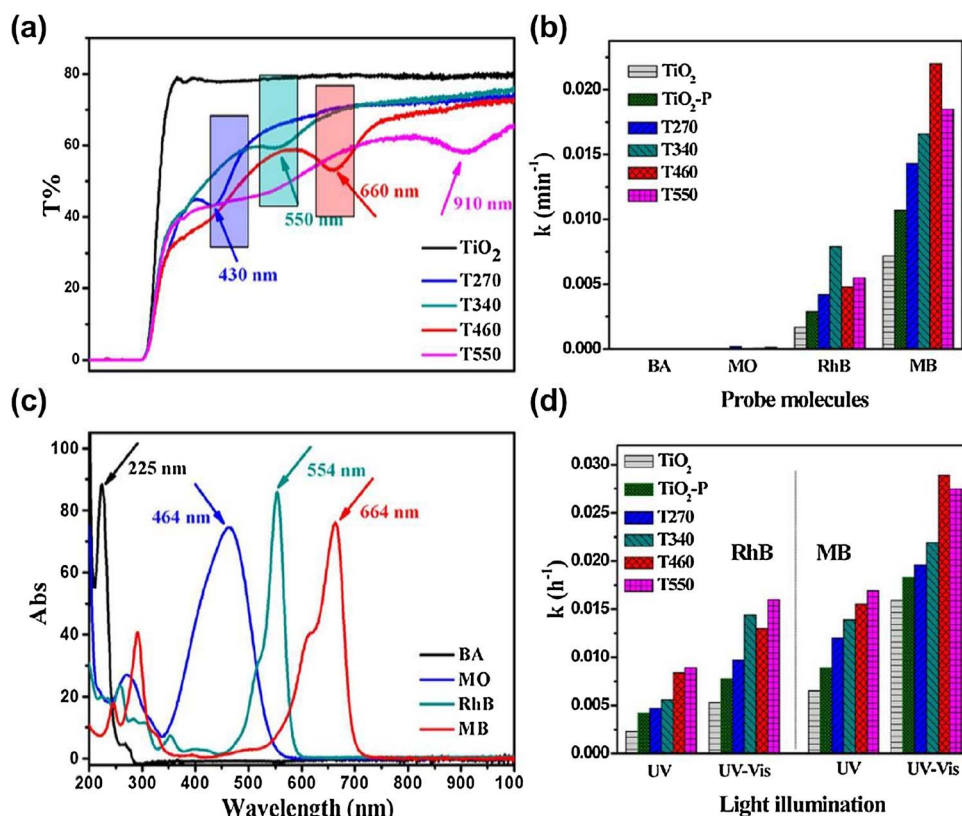 (a)
T%
80
60
40
20
0
430 nm
550 nm
660 nm
910 nm
TiO₂
T270
T340
T460
T550
(b)
k (min⁻¹)
0.020
0.015
0.010
0.005
0.000
TiO₂
TiO₂-P
T270
T340
T460
T550
BA MO RhB MB
Probe molecules
(c)
Abs
100
80
60
40
20
0
225 nm
464 nm
554 nm
664 nm
BA
MO
RhB
MB
200 300 400 500 600 700 800 900 1000
Wavelength (nm)
(d)
k (h⁻¹)
0.030
0.025
0.020
0.015
0.010
0.005
0.000
TiO₂
TiO₂-P
T270
T340
T460
T550
RhB MB
UV UV-Vis UV UV-Vis
Light illumination